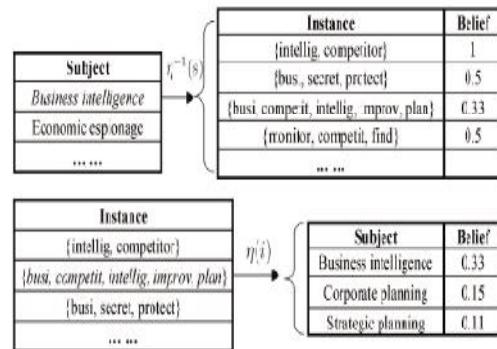 Subject
Business intelligence
Economic espionage
... ...
η⁻¹(s)
Instance Belief
{intellig, competitor} 1
{bus., secret, protect} 0.5
{busi, competit, intellig, improv, plan} 0.33
{monitor, competit, find} 0.5
... ...
Instance
{intellig, competitor}
{busi, competit, intellig, improv, plan}
{busi, secret, protect}
... ...
η(i)
Subject Belief
Business intelligence 0.33
Corporate planning 0.15
Strategic planning 0.11